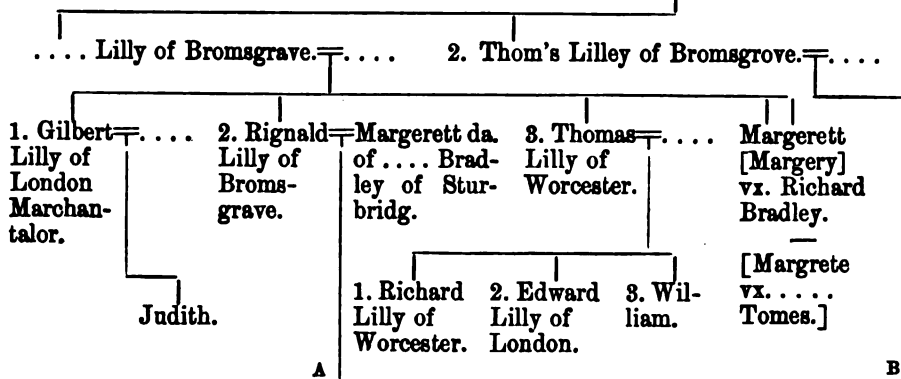 . . . . Lilly of Bromsgrave.=. . . .
2. Thom's Lilley of Bromsgrove.=. . . .
1. Gilbert=. . . .
Lilly of
London
Marchan-
talor.
2. Rignald=Margerett da.
Lilly of
Broms-
grave.
of . . . . Brad-
ley of Stur-
bridg.
3. Thomas=. . . .
Lilly of
Worcester.
Margerett
[Margery]
vx. Richard
Bradley.
—
[Margrete
vx. . . . .
Tomes.]
Judith.
1. Richard
Lilly of
Worcester.
2. Edward
Lilly of
London.
3. Wil-
liam.
A
B